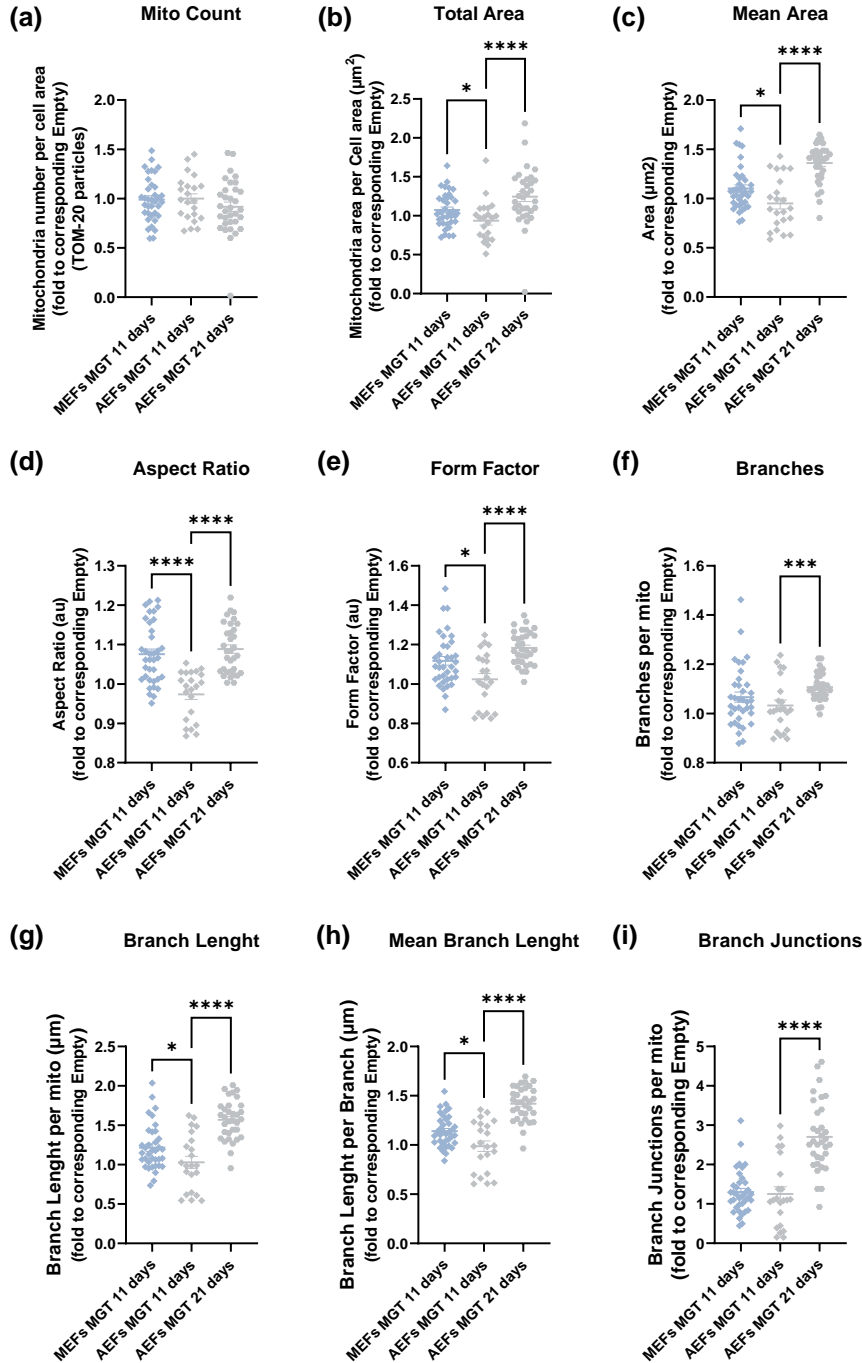 (a) Mito Count
Mitochondria number per cell area
(fold to corresponding Empty)
(TOM-20 particles)
2.0
1.5
1.0
0.5
0.0
MEFs MGT 11 days
AEFs MGT 11 days
AEFs MGT 21 days
(b) Total Area
Mitochondria area per Cell area (µm²)
(fold to corresponding Empty)
2.5
2.0
1.5
1.0
0.5
0.0
*
****
MEFs MGT 11 days
AEFs MGT 11 days
AEFs MGT 21 days
(c) Mean Area
Area (µm2)
(fold to corresponding Empty)
2.0
1.5
1.0
0.5
0.0
*
****
MEFs MGT 11 days
AEFs MGT 11 days
AEFs MGT 21 days
(d) Aspect Ratio
Aspect Ratio (au)
(fold to corresponding Empty)
1.3
1.2
1.1
1.0
0.9
0.8
****
****
MEFs MGT 11 days
AEFs MGT 11 days
AEFs MGT 21 days
(e) Form Factor
Form Factor (au)
(fold to corresponding Empty)
1.6
1.4
1.2
1.0
0.8
0.6
*
****
MEFs MGT 11 days
AEFs MGT 11 days
AEFs MGT 21 days
(f) Branches
Branches per mito
(fold to corresponding Empty)
1.6
1.4
1.2
1.0
0.8
***
MEFs MGT 11 days
AEFs MGT 11 days
AEFs MGT 21 days
(g) Branch Lenght
Branch Lenght per mito (µm)
(fold to corresponding Empty)
2.5
2.0
1.5
1.0
0.5
0.0
*
****
MEFs MGT 11 days
AEFs MGT 11 days
AEFs MGT 21 days
(h) Mean Branch Lenght
Branch Lenght per Branch (µm)
(fold to corresponding Empty)
2.0
1.5
1.0
0.5
0.0
*
****
MEFs MGT 11 days
AEFs MGT 11 days
AEFs MGT 21 days
(i) Branch Junctions
Branch Junctions per mito
(fold to corresponding Empty)
5
4
3
2
1
0
****
MEFs MGT 11 days
AEFs MGT 11 days
AEFs MGT 21 days